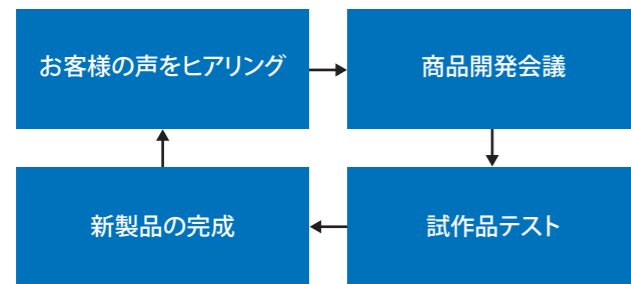 お客様の声をヒアリング
商品開発会議
新製品の完成
試作品テスト